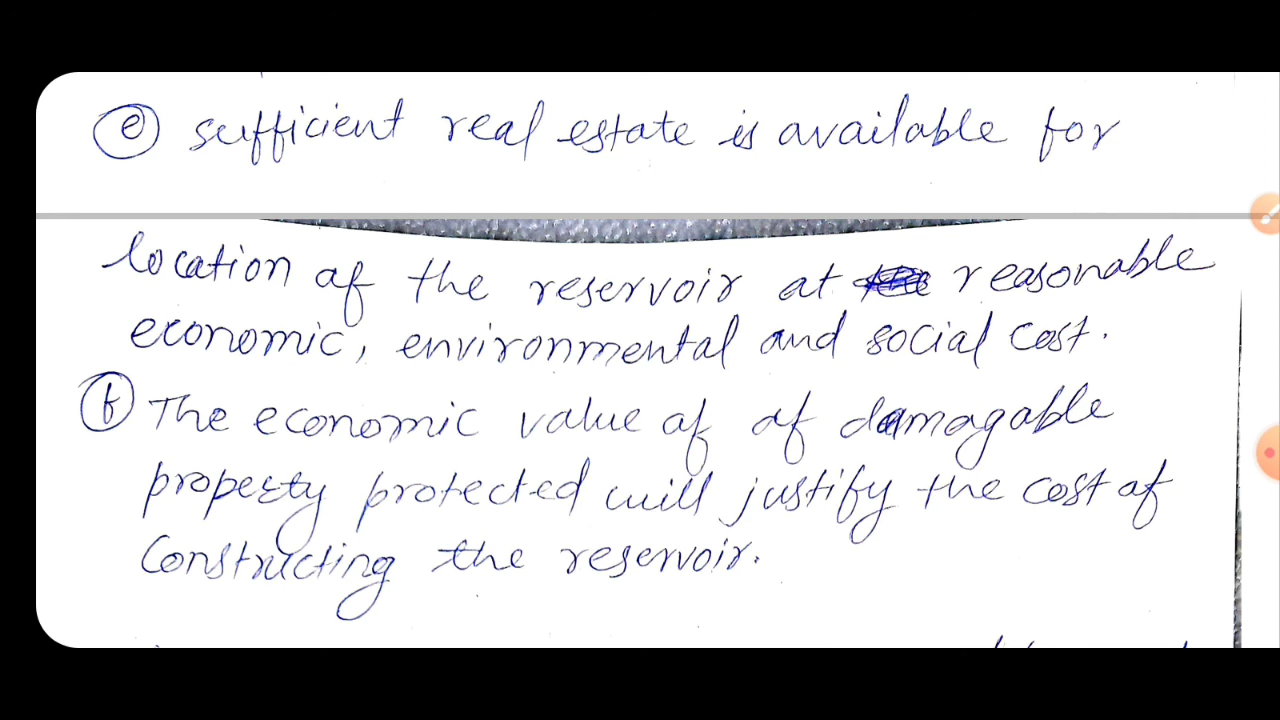 (e) sufficient real estate is available for
location of the reservoir at reasonable
economic, environmental and social cost.
(f) The economic value of of damagable
property protected will justify the cost of
Constructing the reservoir.